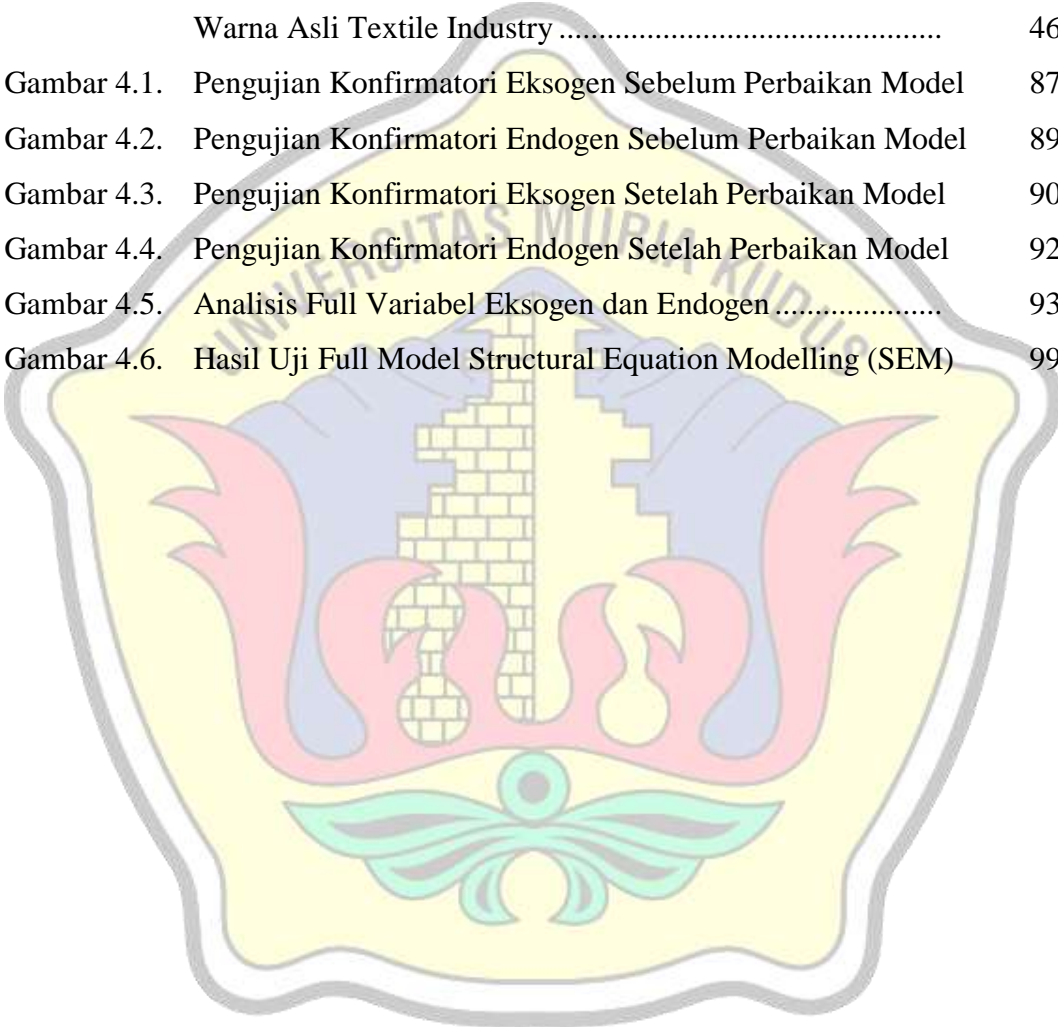 Warna Asli Textile Industry .............................................. 46
Gambar 4.1. Pengujian Konfirmatori Eksogen Sebelum Perbaikan Model 87
Gambar 4.2. Pengujian Konfirmatori Endogen Sebelum Perbaikan Model 89
Gambar 4.3. Pengujian Konfirmatori Eksogen Setelah Perbaikan Model 90
Gambar 4.4. Pengujian Konfirmatori Endogen Setelah Perbaikan Model 92
Gambar 4.5. Analisis Full Variabel Eksogen dan Endogen .................... 93
Gambar 4.6. Hasil Uji Full Model Structural Equation Modelling (SEM) 99
UNIVERSITAS MURIA KUDUS